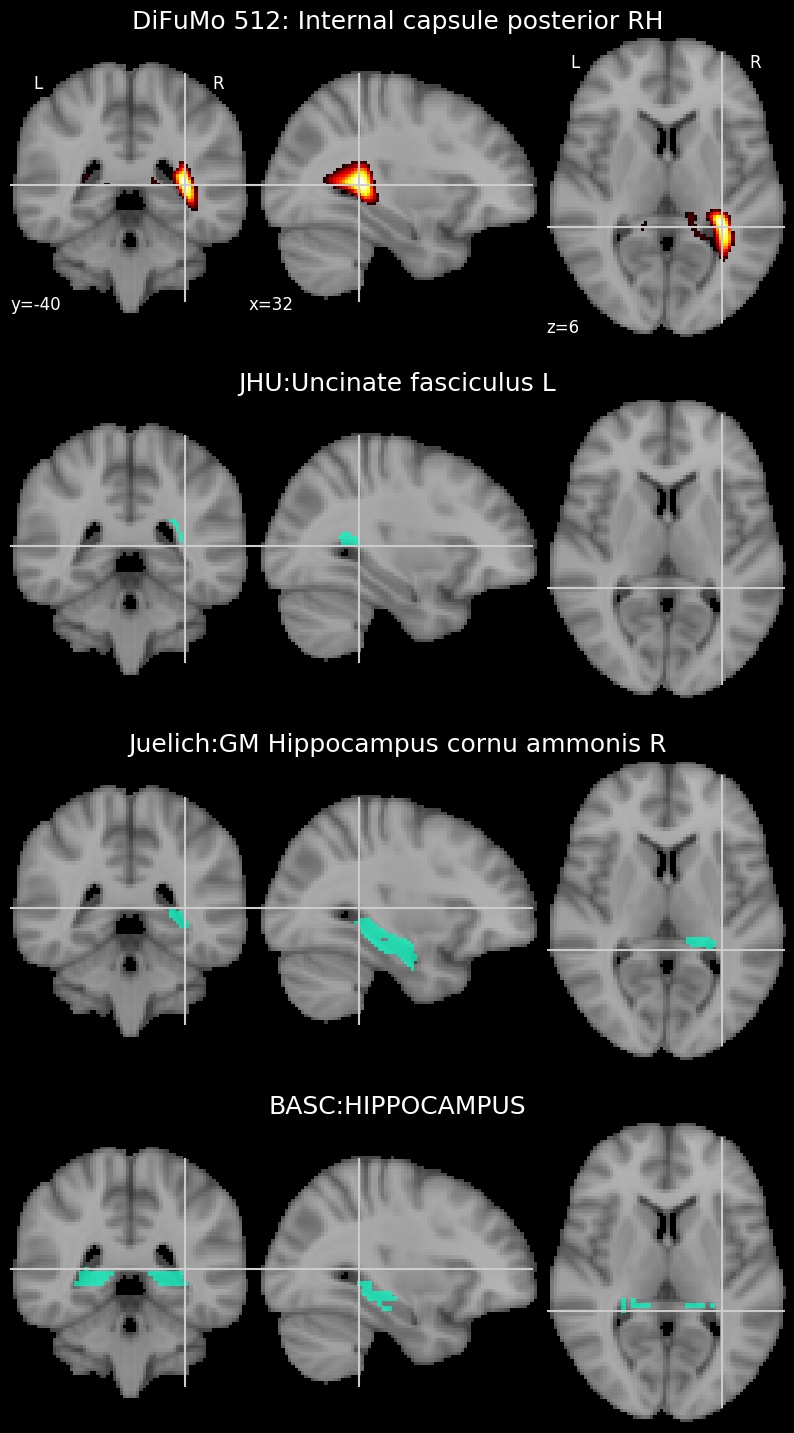 DiFuMo 512: Internal capsule posterior RH
L R L R
y=-40 x=32 z=6
JHU:Uncinate fasciculus L
Juelich:GM Hippocampus cornu ammonis R
BASC:HIPPOCAMPUS